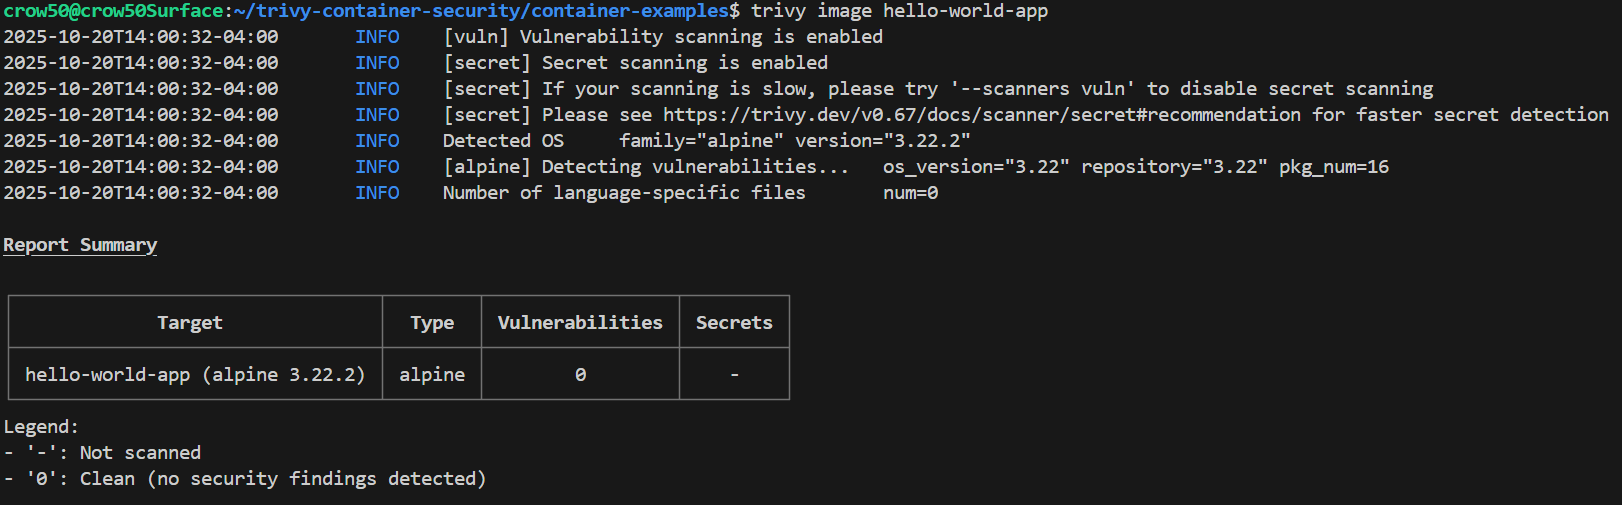 crow50@crow50Surface:~/trivy-container-security/container-examples$ trivy image hello-world-app
2025-10-20T14:00:32-04:00       INFO    [vuln] Vulnerability scanning is enabled
2025-10-20T14:00:32-04:00       INFO    [secret] Secret scanning is enabled
2025-10-20T14:00:32-04:00       INFO    [secret] If your scanning is slow, please try '--scanners vuln' to disable secret scanning
2025-10-20T14:00:32-04:00       INFO    [secret] Please see https://trivy.dev/v0.67/docs/scanner/secret#recommendation for faster secret detection
2025-10-20T14:00:32-04:00       INFO    Detected OS     family="alpine" version="3.22.2"
2025-10-20T14:00:32-04:00       INFO    [alpine] Detecting vulnerabilities...   os_version="3.22" repository="3.22" pkg_num=16
2025-10-20T14:00:32-04:00       INFO    Number of language-specific files       num=0
Report Summary
Target Type Vulnerabilities Secrets
hello-world-app (alpine 3.22.2) alpine 0 -
Legend:
- '-': Not scanned
- '0': Clean (no security findings detected)